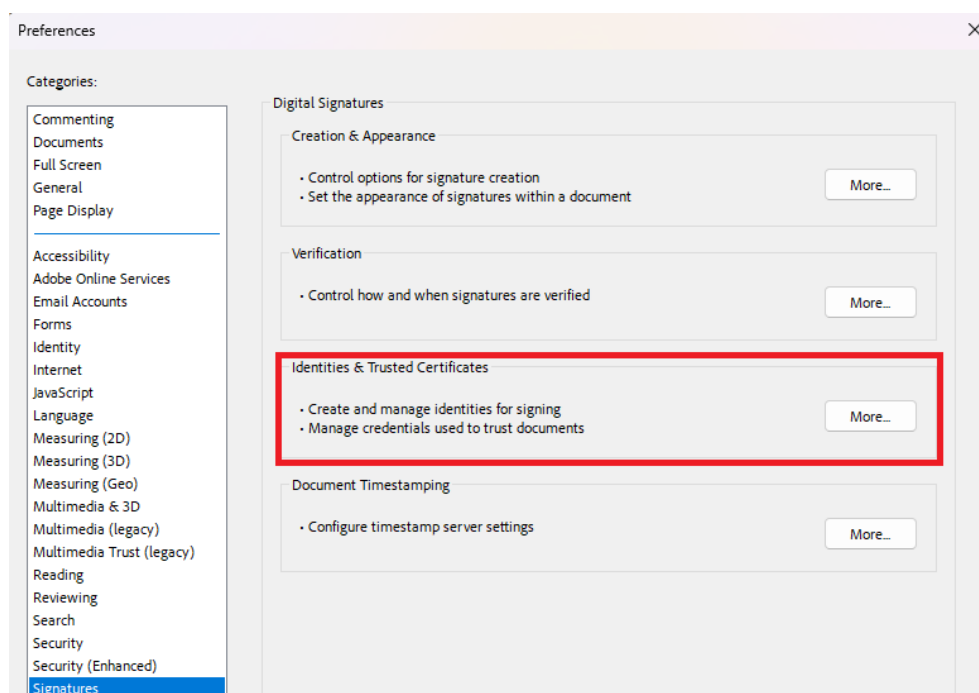 Preferences
Categories:
Commenting
Documents
Full Screen
General
Page Display
Accessibility
Adobe Online Services
Email Accounts
Forms
Identity
Internet
JavaScript
Language
Measuring (2D)
Measuring (3D)
Measuring (Geo)
Multimedia & 3D
Multimedia (legacy)
Multimedia Trust (legacy)
Reading
Reviewing
Search
Security
Security (Enhanced)
Signatures
Digital Signatures
Creation & Appearance
• Control options for signature creation
• Set the appearance of signatures within a document
More...
Verification
• Control how and when signatures are verified
More...
Identities & Trusted Certificates
• Create and manage identities for signing
• Manage credentials used to trust documents
More...
Document Timestamping
• Configure timestamp server settings
More...